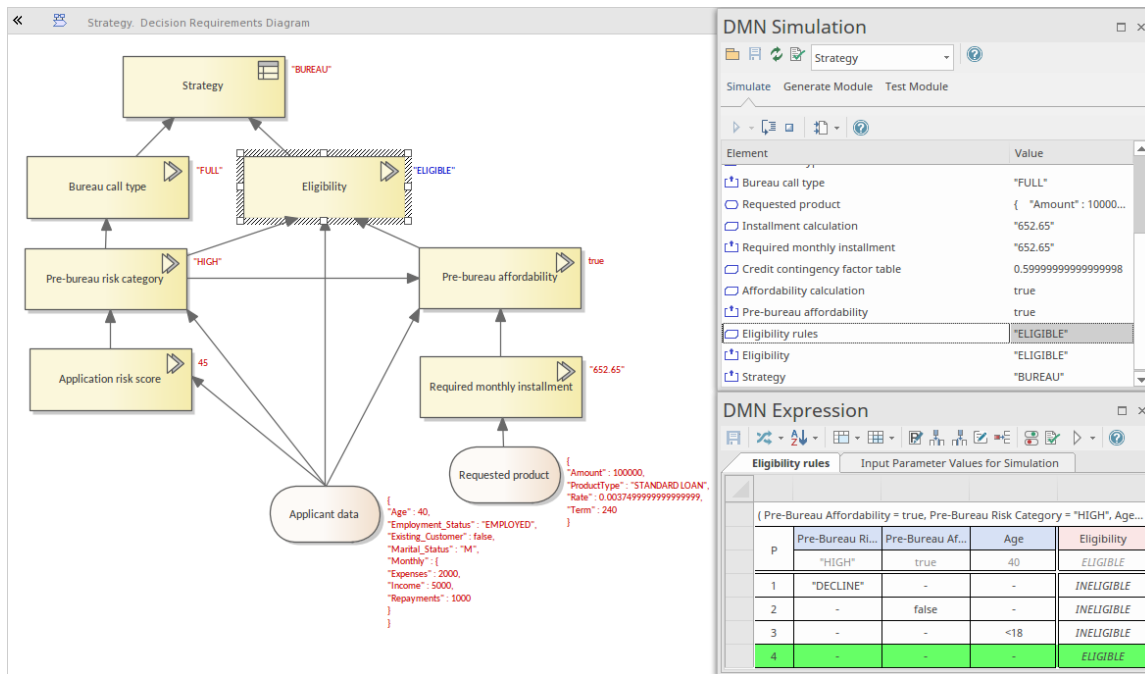 Strategy. Decision Requirements Diagram
Strategy
"BUREAU"
Bureau call type
"FULL"
Eligibility
"ELIGIBLE"
Pre-bureau risk category
"HIGH"
Pre-bureau affordability
true
Application risk score
45
Required monthly installment
"652.65"
Applicant data
{
"Age" : 40,
"Employment_Status" : "EMPLOYED",
"Existing_Customer" : false,
"Marital_Status" : "M",
"Monthly" : {
"Expenses" : 2000,
"Income" : 5000,
"Repayments" : 1000
}
}
Requested product
{
"Amount" : 100000,
"ProductType" : "STANDARD LOAN",
"Rate" : 0.0037499999999999999,
"Term" : 240
}
DMN Simulation
Strategy
Simulate Generate Module Test Module
Element Value
Bureau call type "FULL"
Requested product { "Amount" : 10000...
Installment calculation "652.65"
Required monthly installment "652.65"
Credit contingency factor table 0.59999999999999998
Affordability calculation true
Pre-bureau affordability true
Eligibility rules "ELIGIBLE"
Eligibility "ELIGIBLE"
Strategy "BUREAU"
DMN Expression
Eligibility rules Input Parameter Values for Simulation
( Pre-Bureau Affordability = true, Pre-Bureau Risk Category = "HIGH", Age...
P Pre-Bureau Ri... Pre-Bureau Af... Age Eligibility
"HIGH" true 40 ELIGIBLE
1 "DECLINE" - - INELIGIBLE
2 - false - INELIGIBLE
3 - - <18 INELIGIBLE
4 - - - ELIGIBLE